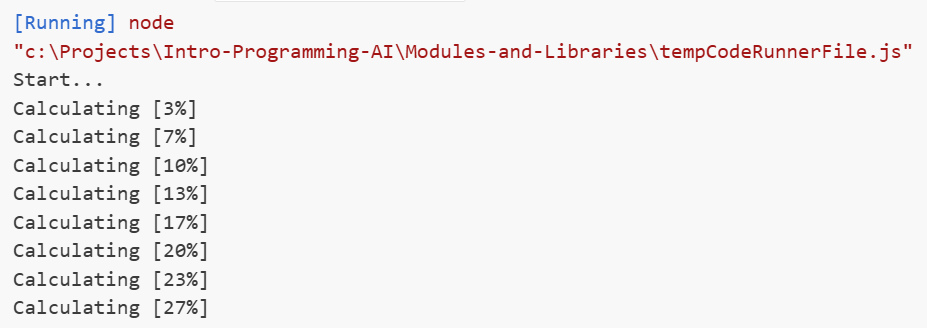 [Running] node
"c:\Projects\Intro-Programming-AI\Modules-and-Libraries\tempCodeRunnerFile.js"
Start...
Calculating [3%]
Calculating [7%]
Calculating [10%]
Calculating [13%]
Calculating [17%]
Calculating [20%]
Calculating [23%]
Calculating [27%]